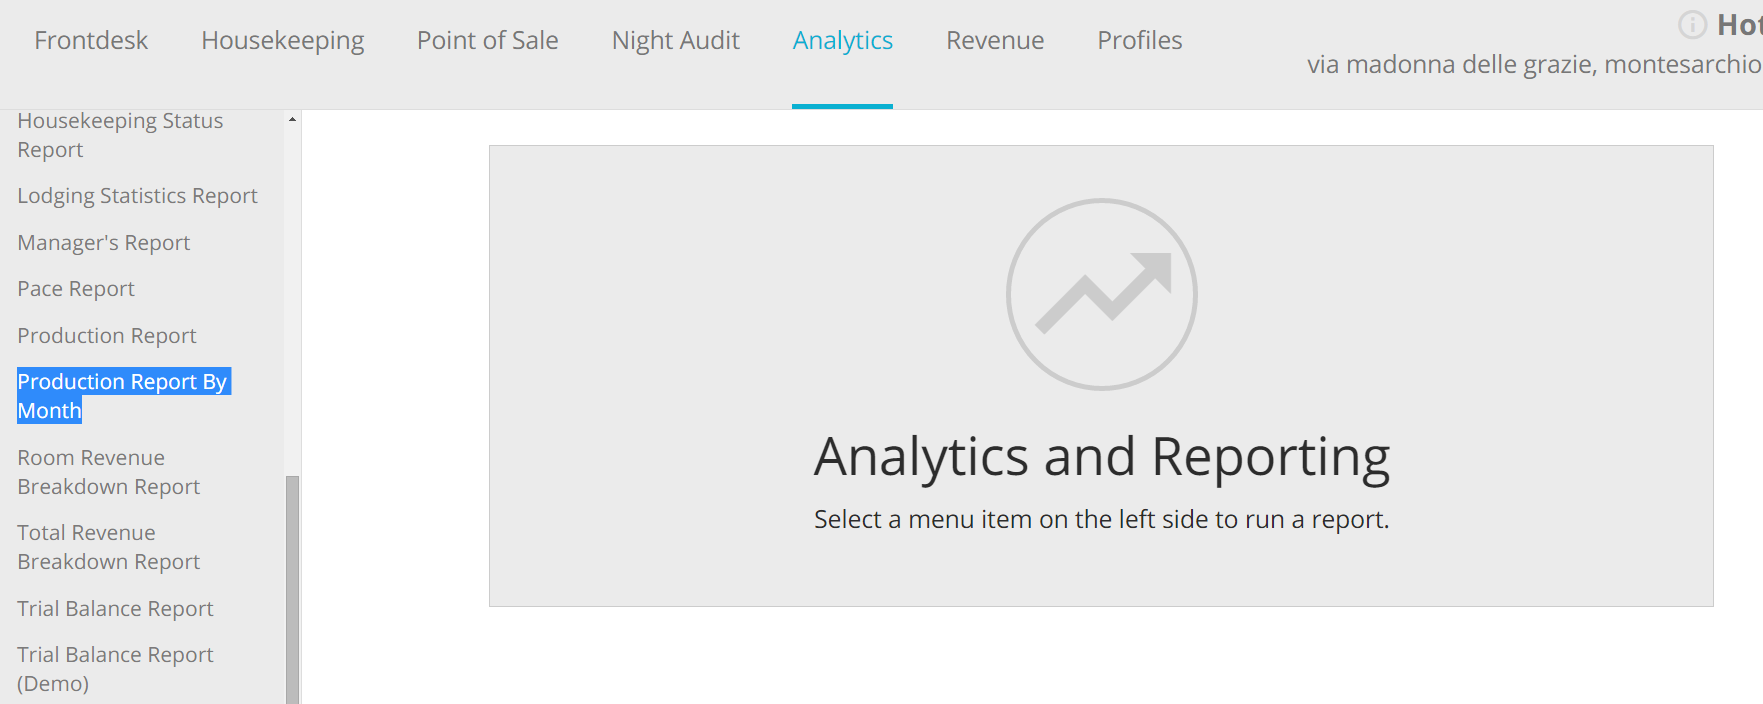 Frontdesk Housekeeping Point of Sale Night Audit Analytics Revenue Profiles
via madonna delle grazie, montesarchio
Housekeeping Status
Report
Lodging Statistics Report
Manager's Report
Pace Report
Production Report
Production Report By
Month
Room Revenue
Breakdown Report
Total Revenue
Breakdown Report
Trial Balance Report
Trial Balance Report
(Demo)
Analytics and Reporting
Select a menu item on the left side to run a report.